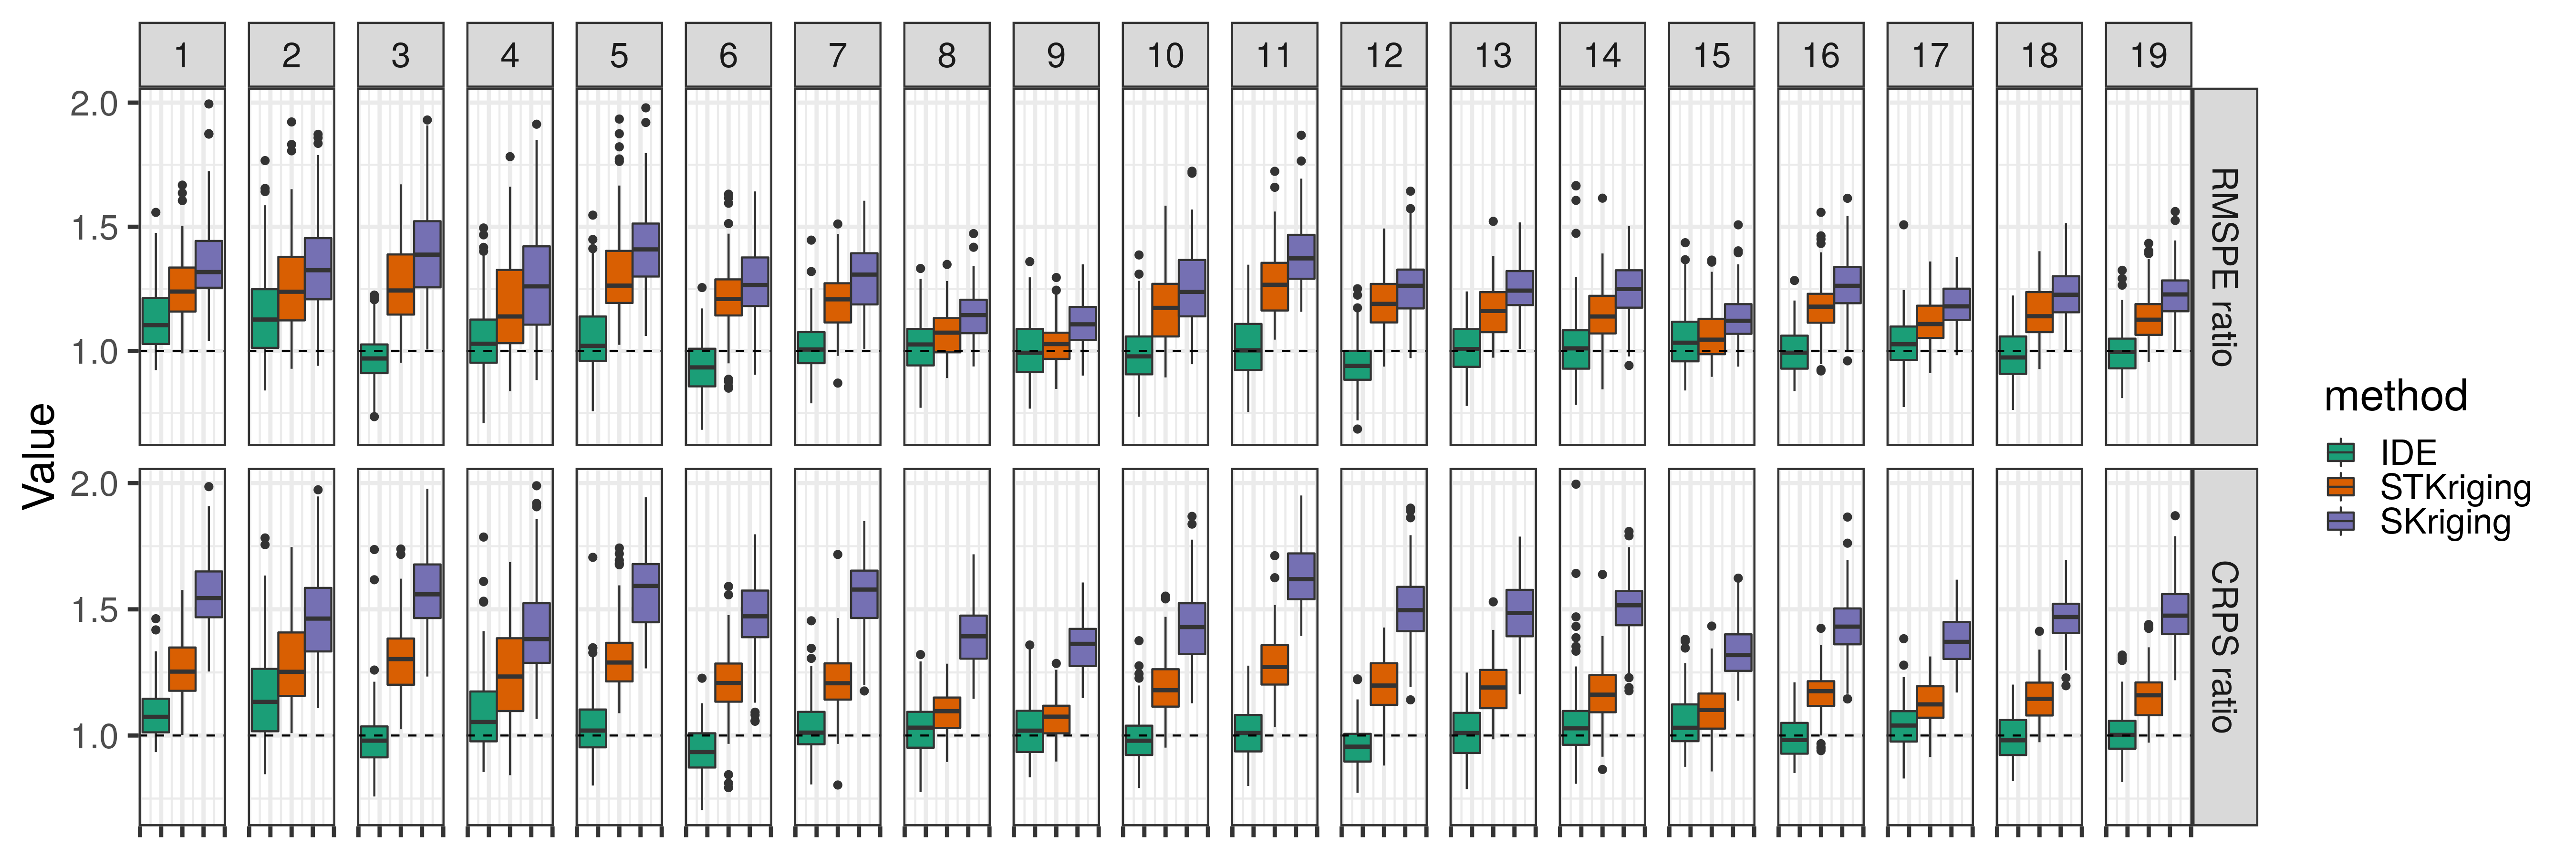 1 2 3 4 5 6 7 8 9 10 11 12 13 14 15 16 17 18 19
2.0
1.5
1.0
RMSPE ratio
Value
2.0
1.5
1.0
CRPS ratio
method
IDE
STKriging
SKriging